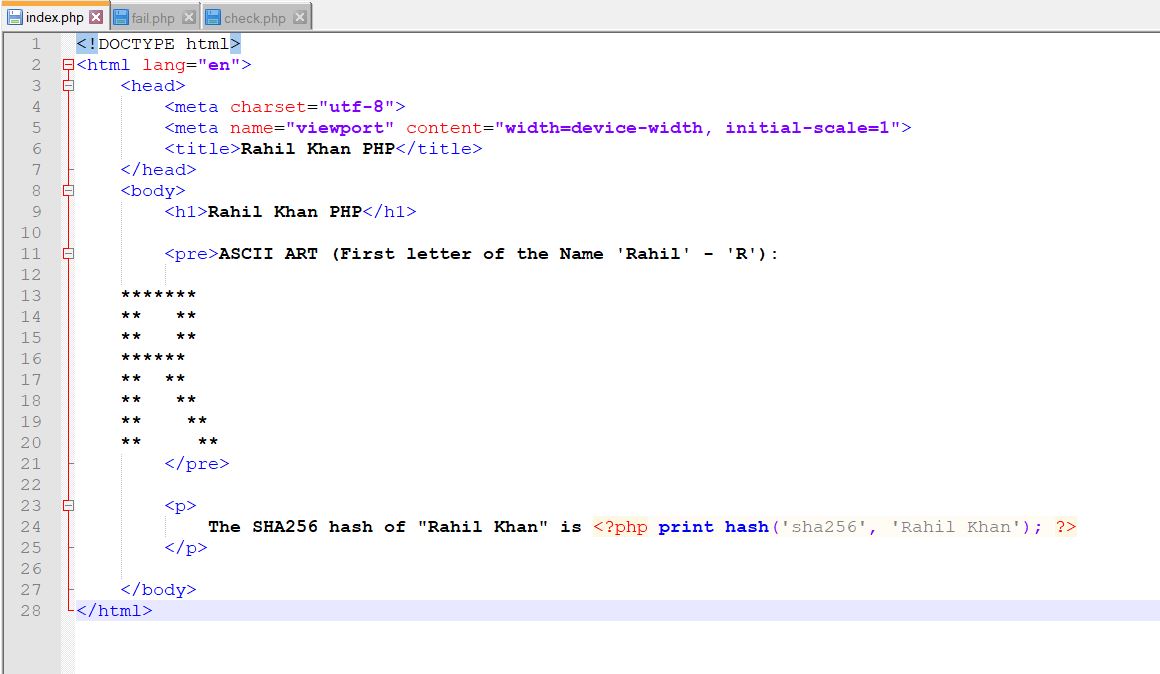 index.php fail.php check.php
1 <!DOCTYPE html>
2 <html lang="en">
3     <head>
4         <meta charset="utf-8">
5         <meta name="viewport" content="width=device-width, initial-scale=1">
6         <title>Rahil Khan PHP</title>
7     </head>
8     <body>
9         <h1>Rahil Khan PHP</h1>
10
11         <pre>ASCII ART (First letter of the Name 'Rahil' - 'R'):
12
13     *******
14     **   **
15     **   **
16     ******
17     **  **
18     **   **
19     **    **
20     **     **
21         </pre>
22
23         <p>
24             The SHA256 hash of "Rahil Khan" is <?php print hash('sha256', 'Rahil Khan'); ?>
25         </p>
26
27     </body>
28 </html>